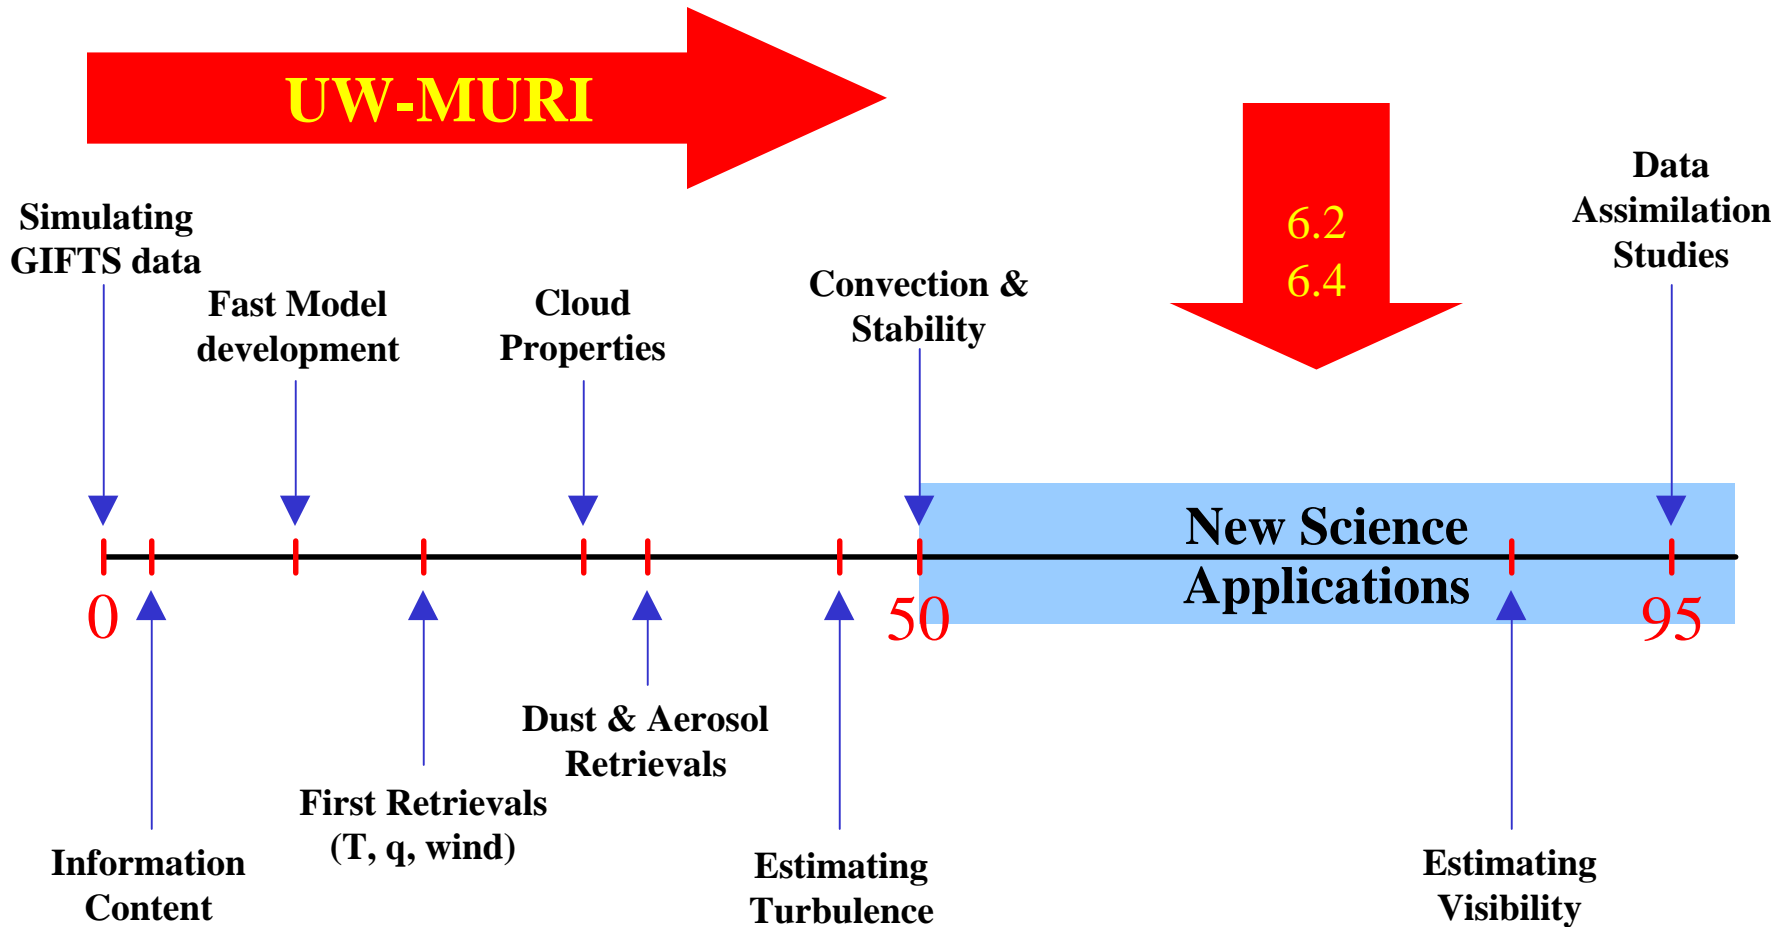 UW-MURI
6.2
6.4
Data
Assimilation
Studies
Simulating
GIFTS data
Fast Model
development
Cloud
Properties
Convection &
Stability
New Science
Applications
0
50
95
Dust & Aerosol
Retrievals
First Retrievals
(T, q, wind)
Information
Content
Estimating
Turbulence
Estimating
Visibility